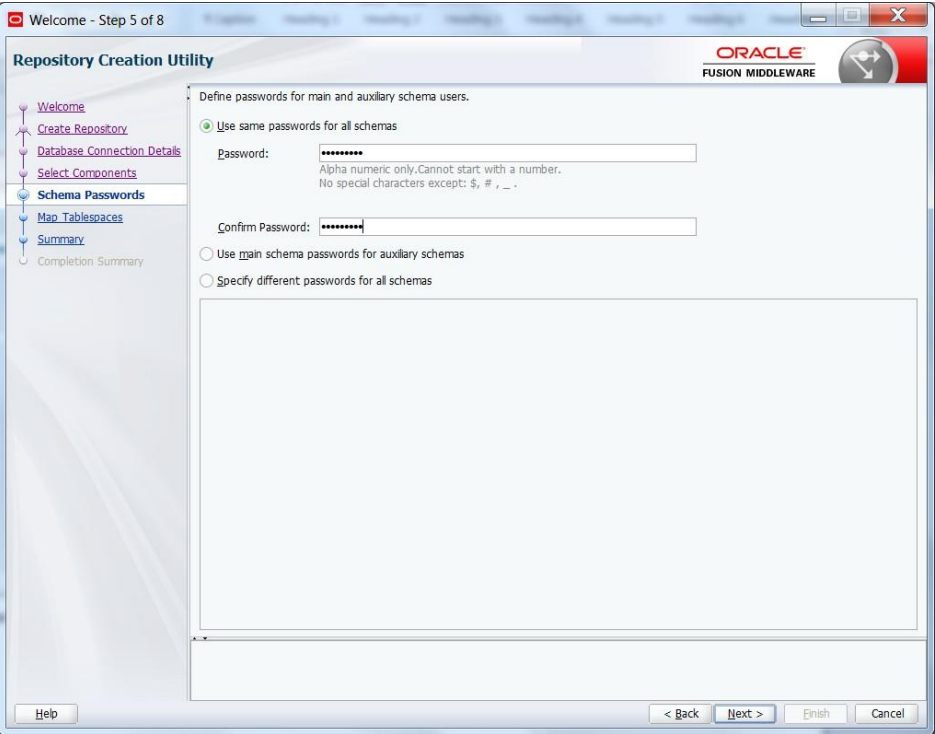 Welcome - Step 5 of 8
Repository Creation Utility
ORACLE
FUSION MIDDLEWARE
Welcome
Create Repository
Database Connection Details
Select Components
Schema Passwords
Map Tablespaces
Summary
Completion Summary
Define passwords for main and auxiliary schema users.
Use same passwords for all schemas
Password: •••••••••
Alpha numeric only.Cannot start with a number.
No special characters except: $, # , _ .
Confirm Password: •••••••••
Use main schema passwords for auxiliary schemas
Specify different passwords for all schemas
Help
< Back
Next >
Finish
Cancel